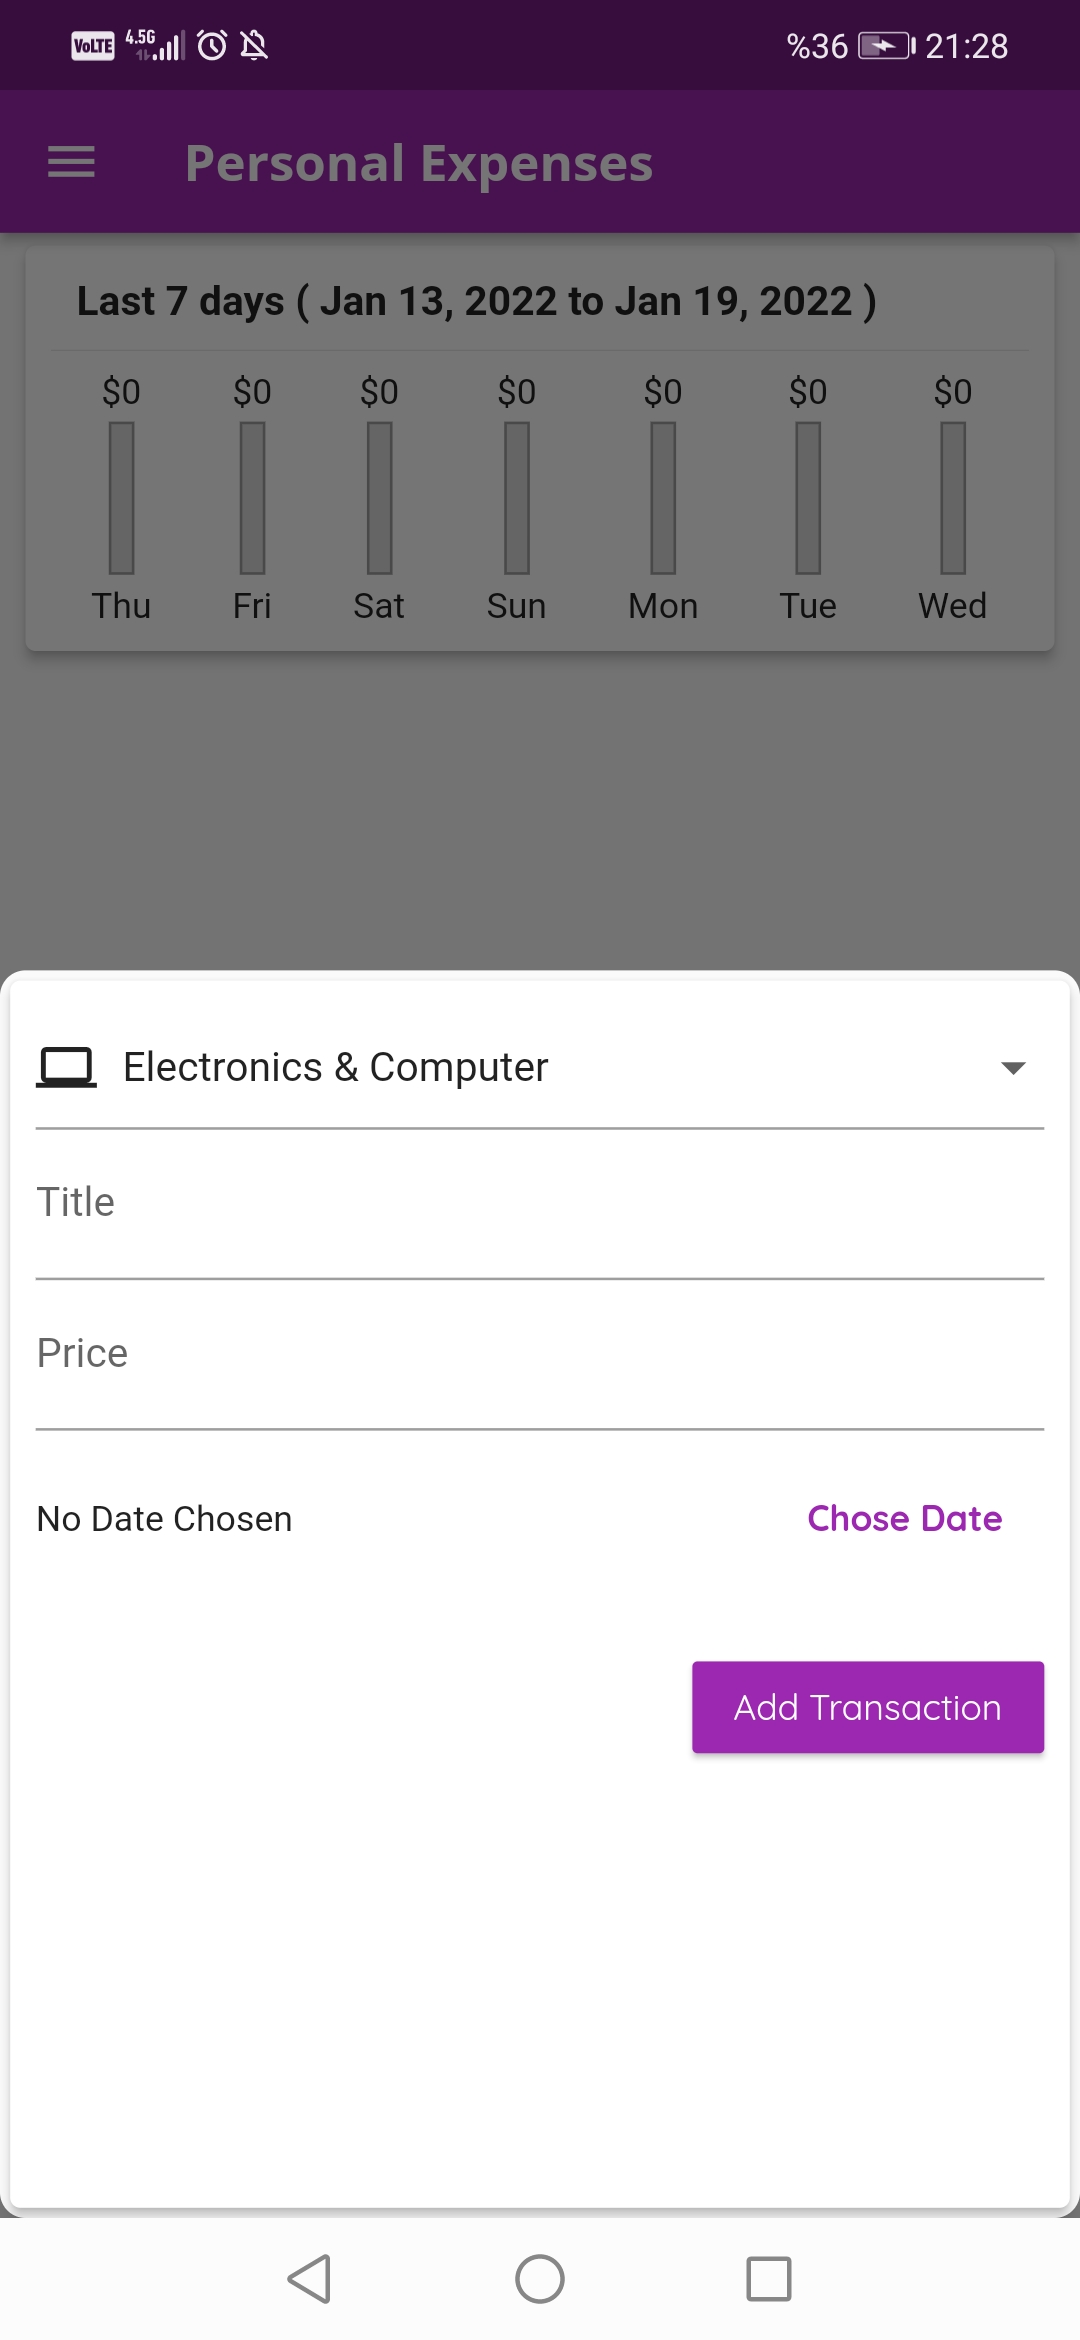 VoLTE 4.5G %36 21:28
Personal Expenses
Last 7 days ( Jan 13, 2022 to Jan 19, 2022 )
$0 $0 $0 $0 $0 $0 $0
Thu Fri Sat Sun Mon Tue Wed
Electronics & Computer
Title
Price
No Date Chosen Chose Date
Add Transaction